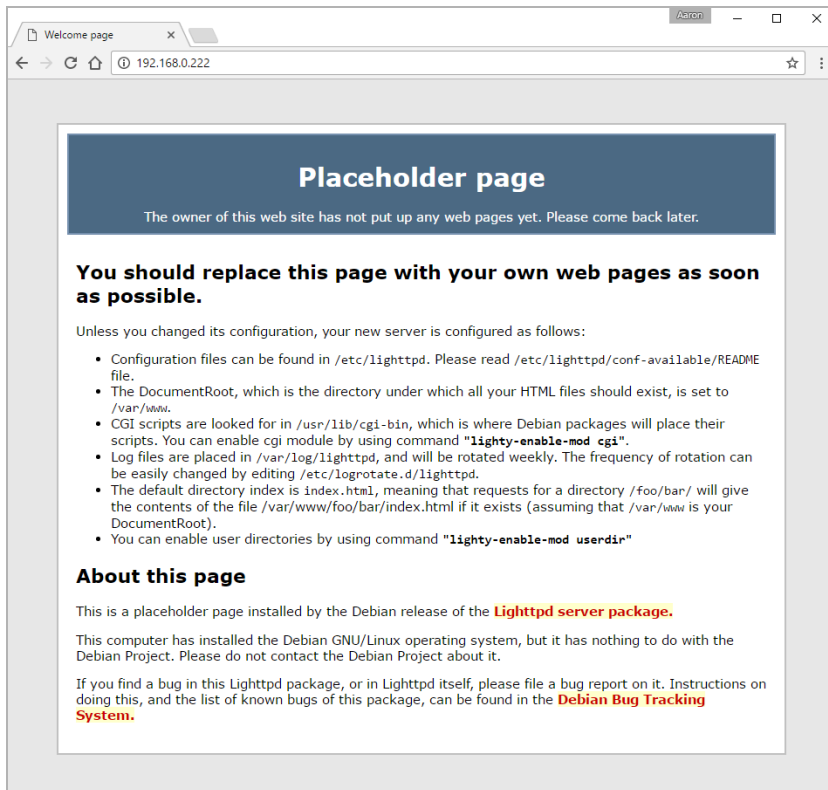 Aaron
Welcome page
192.168.0.222
Placeholder page
The owner of this web site has not put up any web pages yet. Please come back later.
You should replace this page with your own web pages as soon
as possible.
Unless you changed its configuration, your new server is configured as follows:
• Configuration files can be found in /etc/lighttpd. Please read /etc/lighttpd/conf-available/README
file.
• The DocumentRoot, which is the directory under which all your HTML files should exist, is set to
/var/www.
• CGI scripts are looked for in /usr/lib/cgi-bin, which is where Debian packages will place their
scripts. You can enable cgi module by using command "lighty-enable-mod cgi".
• Log files are placed in /var/log/lighttpd, and will be rotated weekly. The frequency of rotation can
be easily changed by editing /etc/logrotate.d/lighttpd.
• The default directory index is index.html, meaning that requests for a directory /foo/bar/ will give
the contents of the file /var/www/foo/bar/index.html if it exists (assuming that /var/www is your
DocumentRoot).
• You can enable user directories by using command "lighty-enable-mod userdir"
About this page
This is a placeholder page installed by the Debian release of the Lighttpd server package.
This computer has installed the Debian GNU/Linux operating system, but it has nothing to do with the
Debian Project. Please do not contact the Debian Project about it.
If you find a bug in this Lighttpd package, or in Lighttpd itself, please file a bug report on it. Instructions on
doing this, and the list of known bugs of this package, can be found in the Debian Bug Tracking
System.